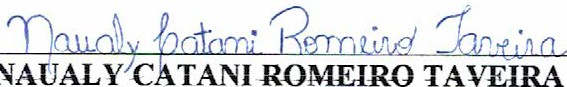 Naualy Catani Romeiro Taveira
NAUALY CATANI ROMEIRO TAVEIRA